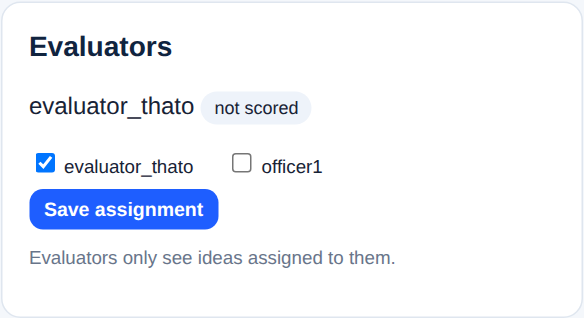 Evaluators
evaluator_thato not scored
evaluator_thato officer1
Save assignment
Evaluators only see ideas assigned to them.